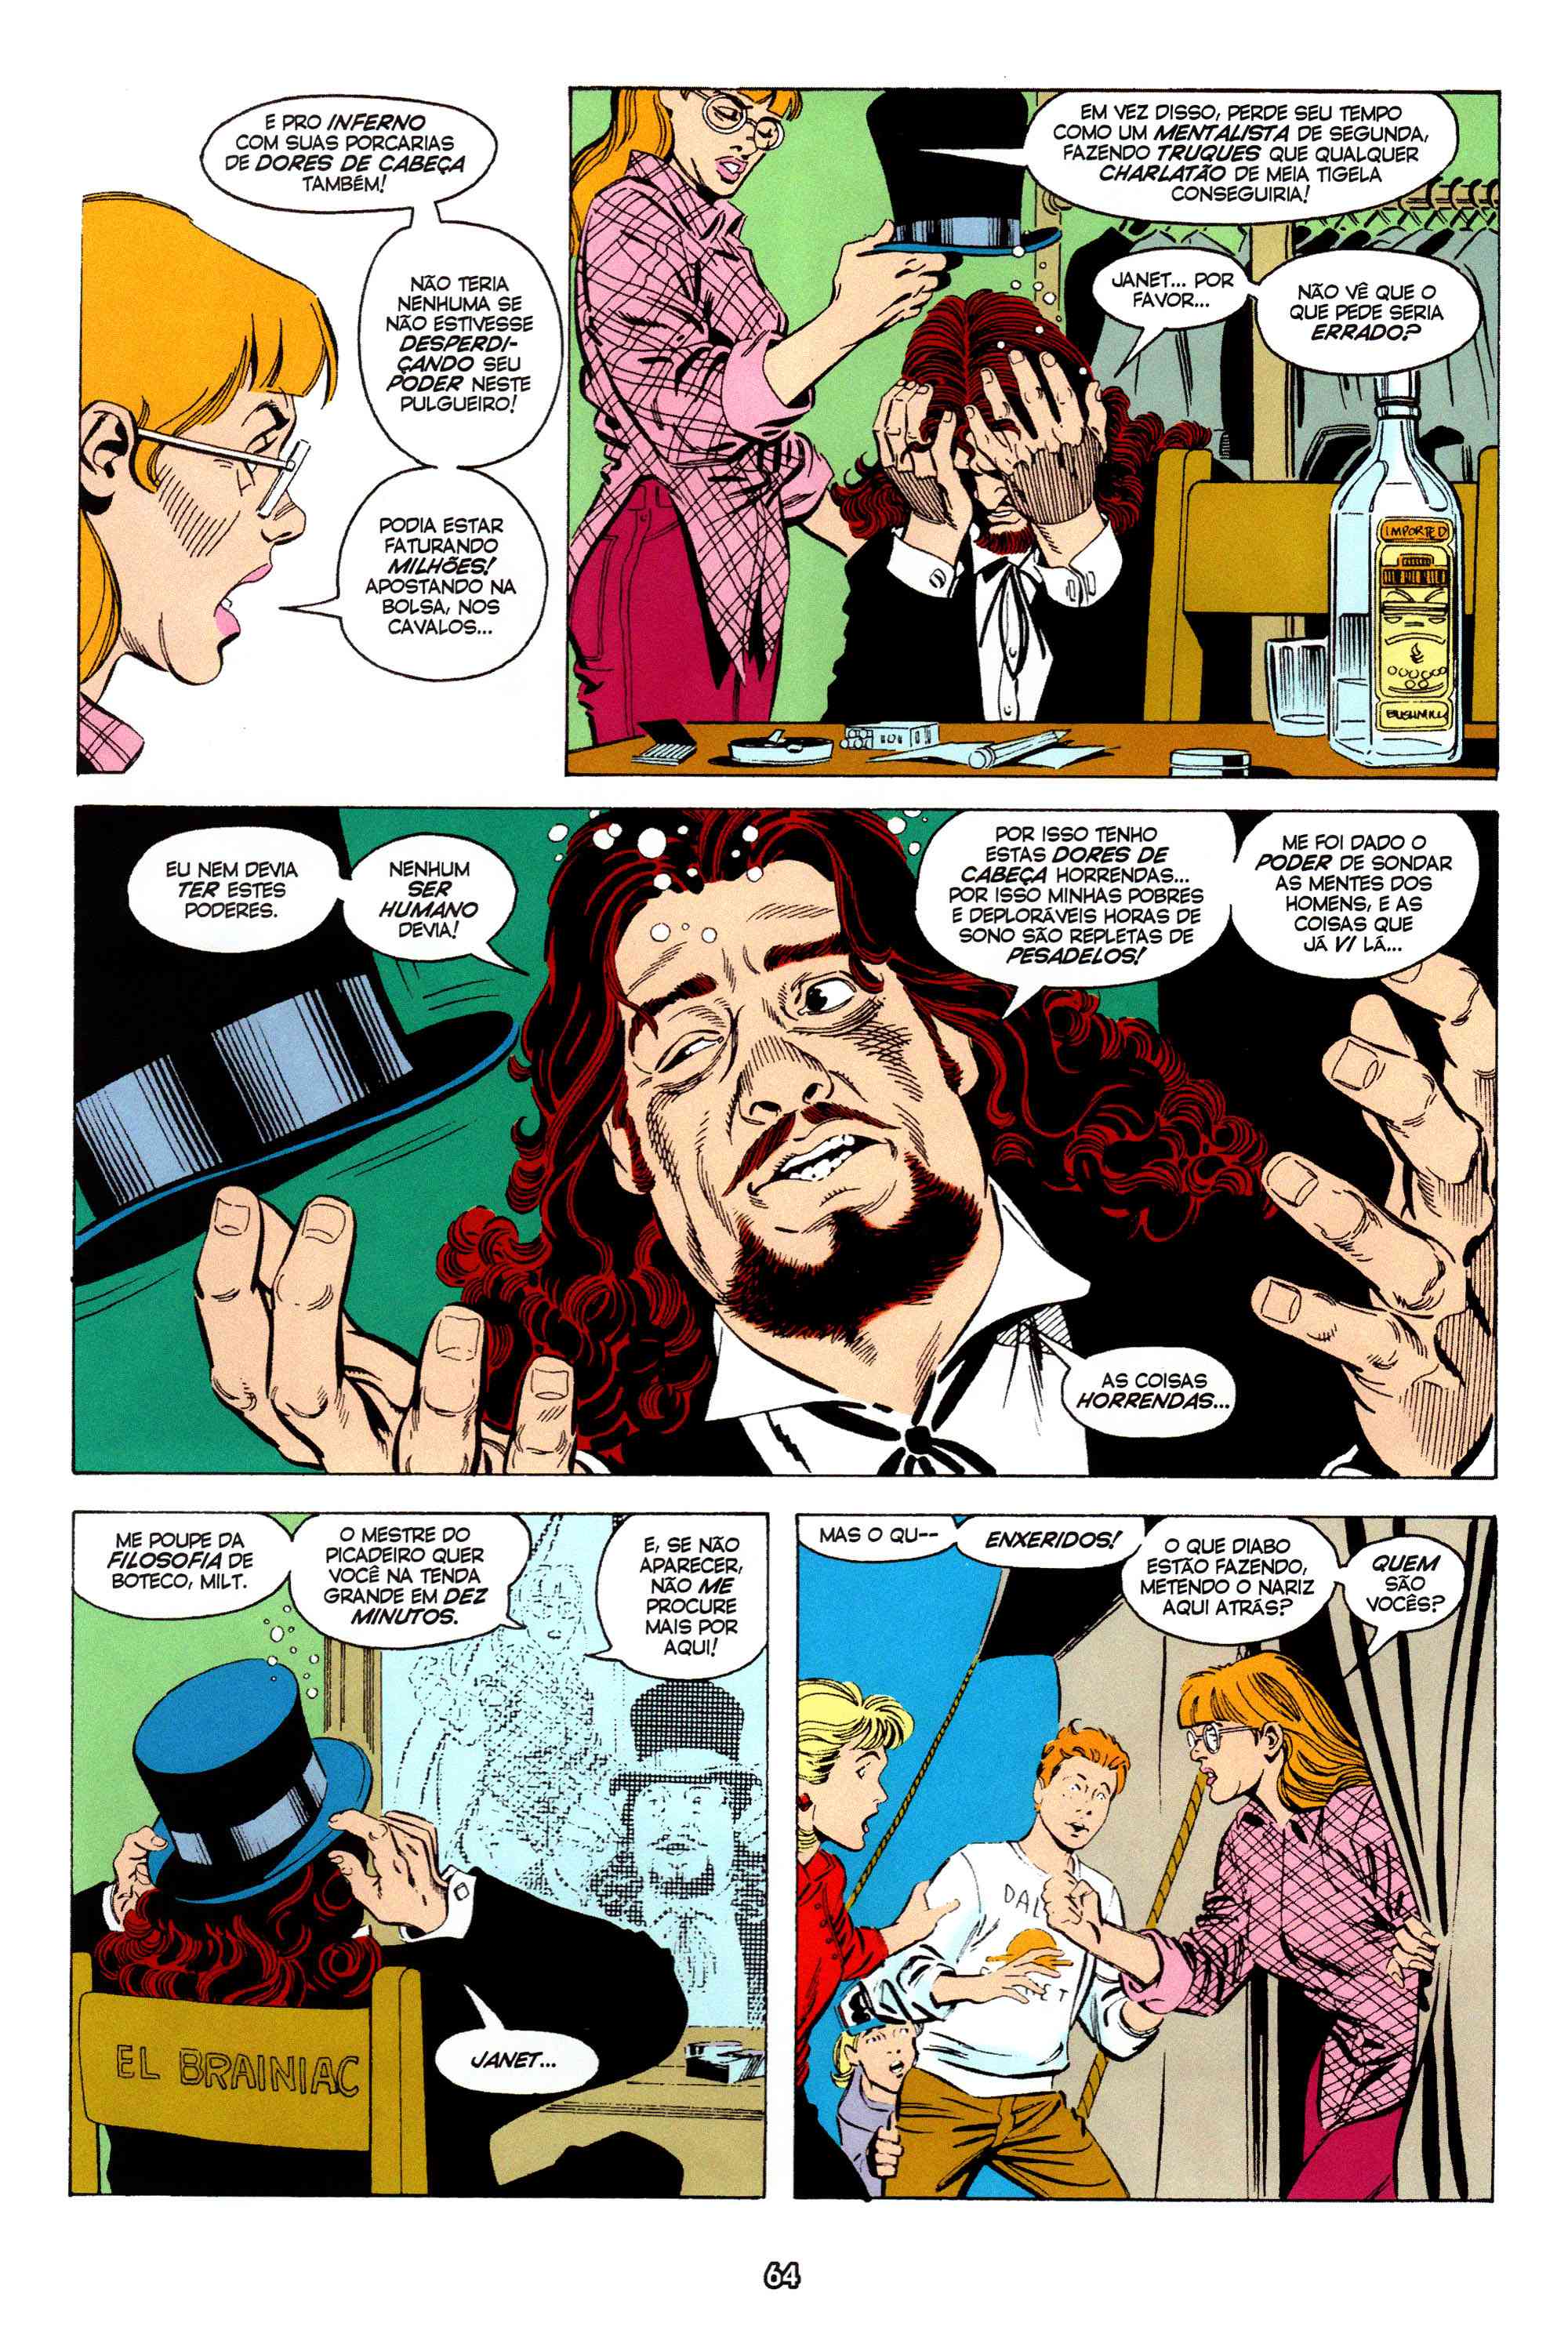 E PRO INFERNO
COM SUAS PORCARIAS
DE DORES DE CABEÇA
TAMBÉM!
NÃO TERIA
NENHUMA SE
NÃO ESTIVESSE
DESPERDI-
ÇANDO SEU
PODER NESTE
PULGUEIRO!
PODIA ESTAR
FATURANDO
MILHÕES!
APOSTANDO NA
BOLSA, NOS
CAVALOS...
EM VEZ DISSO, PERDE SEU TEMPO
COMO UM MENTALISTA DE SEGUNDA,
FAZENDO TRUQUES QUE QUALQUER
CHARLATÃO DE MEIA TIGELA
CONSEGUIRIA!
JANET... POR
FAVOR...
NÃO VÊ QUE O
QUE PEDE SERIA
ERRADO?
IMPORTED
BUSHMILLS
EU NEM DEVIA
TER ESTES
PODERES.
NENHUM
SER
HUMANO
DEVIA!
POR ISSO TENHO
ESTAS DORES DE
CABEÇA HORRENDAS...
POR ISSO MINHAS POBRES
E DEPLORÁVEIS HORAS DE
SONO SÃO REPLETAS DE
PESADELOS!
ME FOI DADO O
PODER DE SONDAR
AS MENTES DOS
HOMENS, E AS
COISAS QUE
JÁ VI LÁ...
AS COISAS
HORRENDAS...
ME POUPE DA
FILOSOFIA DE
BOTECO, MILT.
O MESTRE DO
PICADEIRO QUER
VOCÊ NA TENDA
GRANDE EM DEZ
MINUTOS.
E, SE NÃO
APARECER,
NÃO ME
PROCURE
MAIS POR
AQUI!
EL BRAINIAC
JANET...
MAS O QU--
ENXERIDOS!
O QUE DIABO
ESTÃO FAZENDO,
METENDO O NARIZ
AQUI ATRÁS?
QUEM
SÃO
VOCÊS?
DAL
ET
64